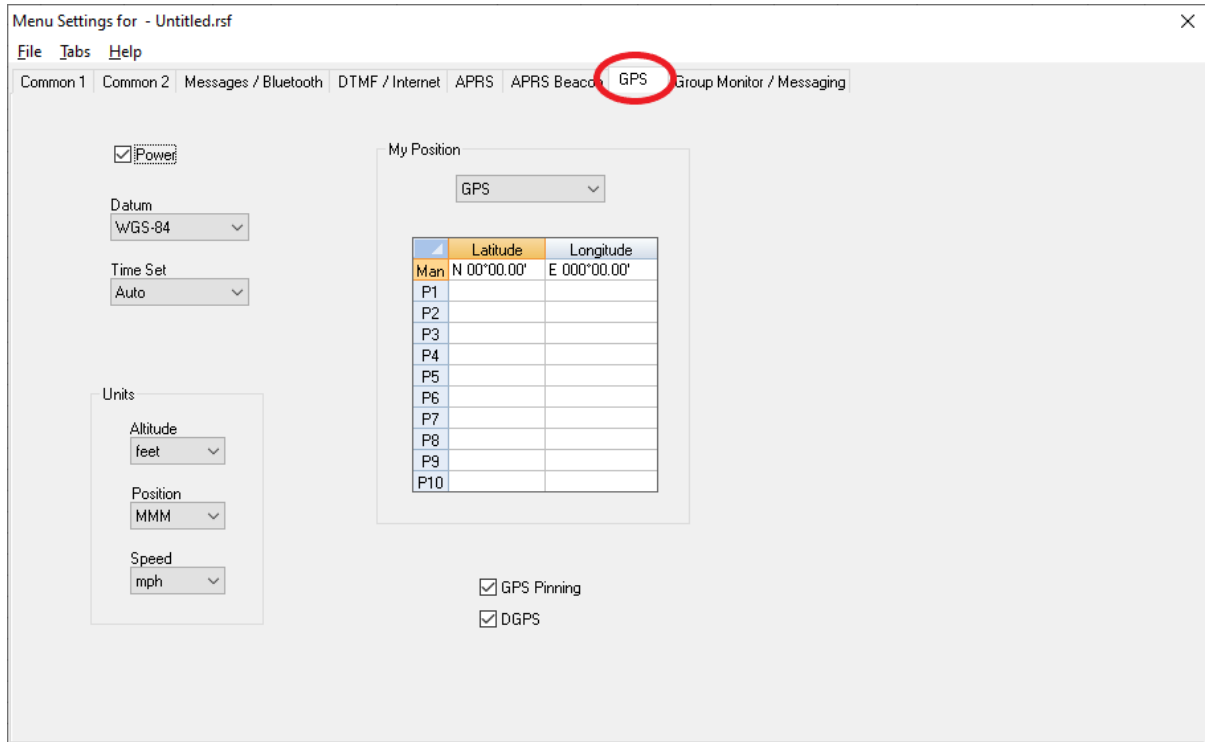 Menu Settings for - Untitled.rsf
File Tabs Help
Common 1 Common 2 Messages / Bluetooth DTMF / Internet APRS APRS Beacon GPS Group Monitor / Messaging
Power
Datum
WGS-84
Time Set
Auto
Units
Altitude
feet
Position
MMM
Speed
mph
My Position
GPS
Latitude Longitude
Man N 00°00.00' E 000°00.00'
P1
P2
P3
P4
P5
P6
P7
P8
P9
P10
GPS Pinning
DGPS